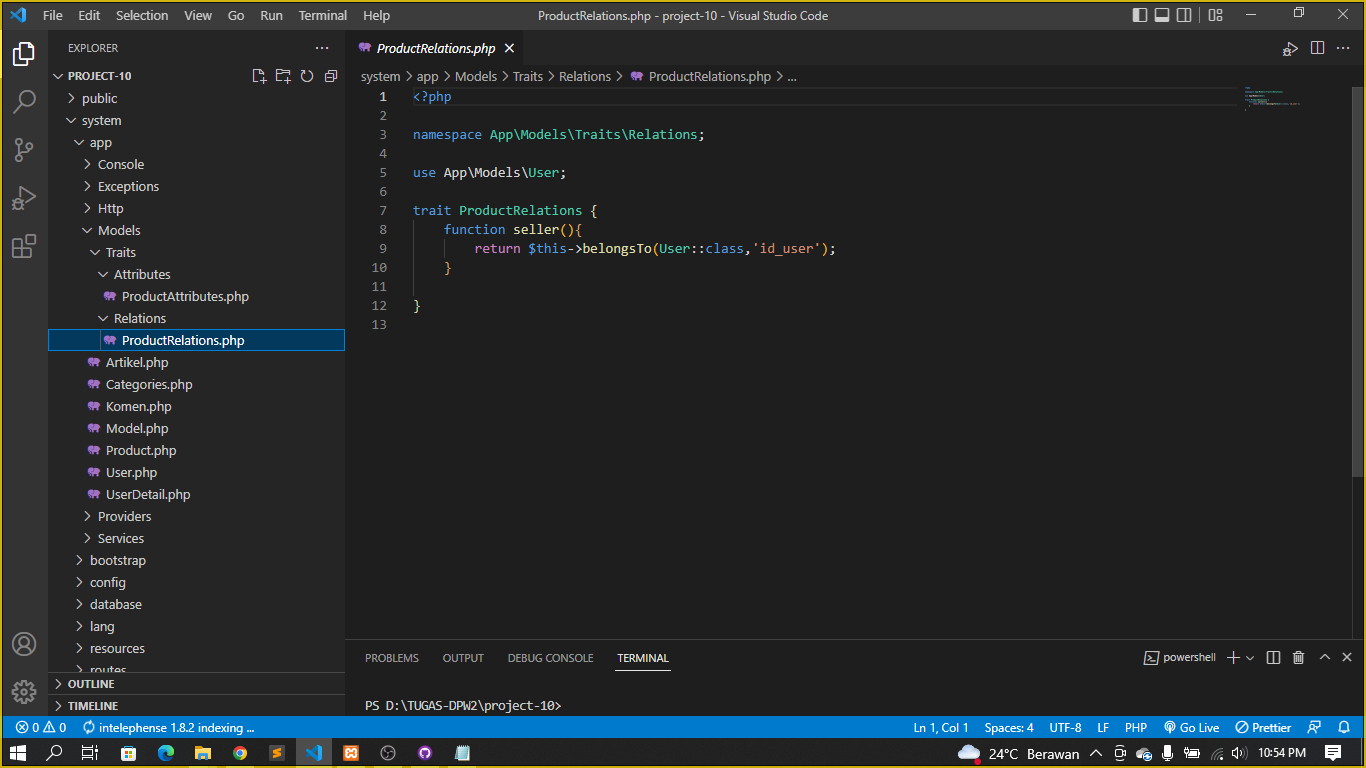 File Edit Selection View Go Run Terminal Help
ProductRelations.php - project-10 - Visual Studio Code
EXPLORER
PROJECT-10
public
system
app
Console
Exceptions
Http
Models
Traits
Attributes
ProductAttributes.php
Relations
ProductRelations.php
Artikel.php
Categories.php
Komen.php
Model.php
Product.php
User.php
UserDetail.php
Providers
Services
bootstrap
config
database
lang
resources
routes
OUTLINE
TIMELINE
ProductRelations.php
system > app > Models > Traits > Relations > ProductRelations.php > ...
1 <?php
2
3 namespace App\Models\Traits\Relations;
4
5 use App\Models\User;
6
7 trait ProductRelations {
8 function seller(){
9 return $this->belongsTo(User::class,'id_user');
10 }
11
12 }
13
PROBLEMS OUTPUT DEBUG CONSOLE TERMINAL
powershell
PS D:\TUGAS-DPW2\project-10>
0 0 intelephense 1.8.2 indexing ...
Ln 1, Col 1 Spaces: 4 UTF-8 LF PHP Go Live Prettier
24°C Berawan 10:54 PM